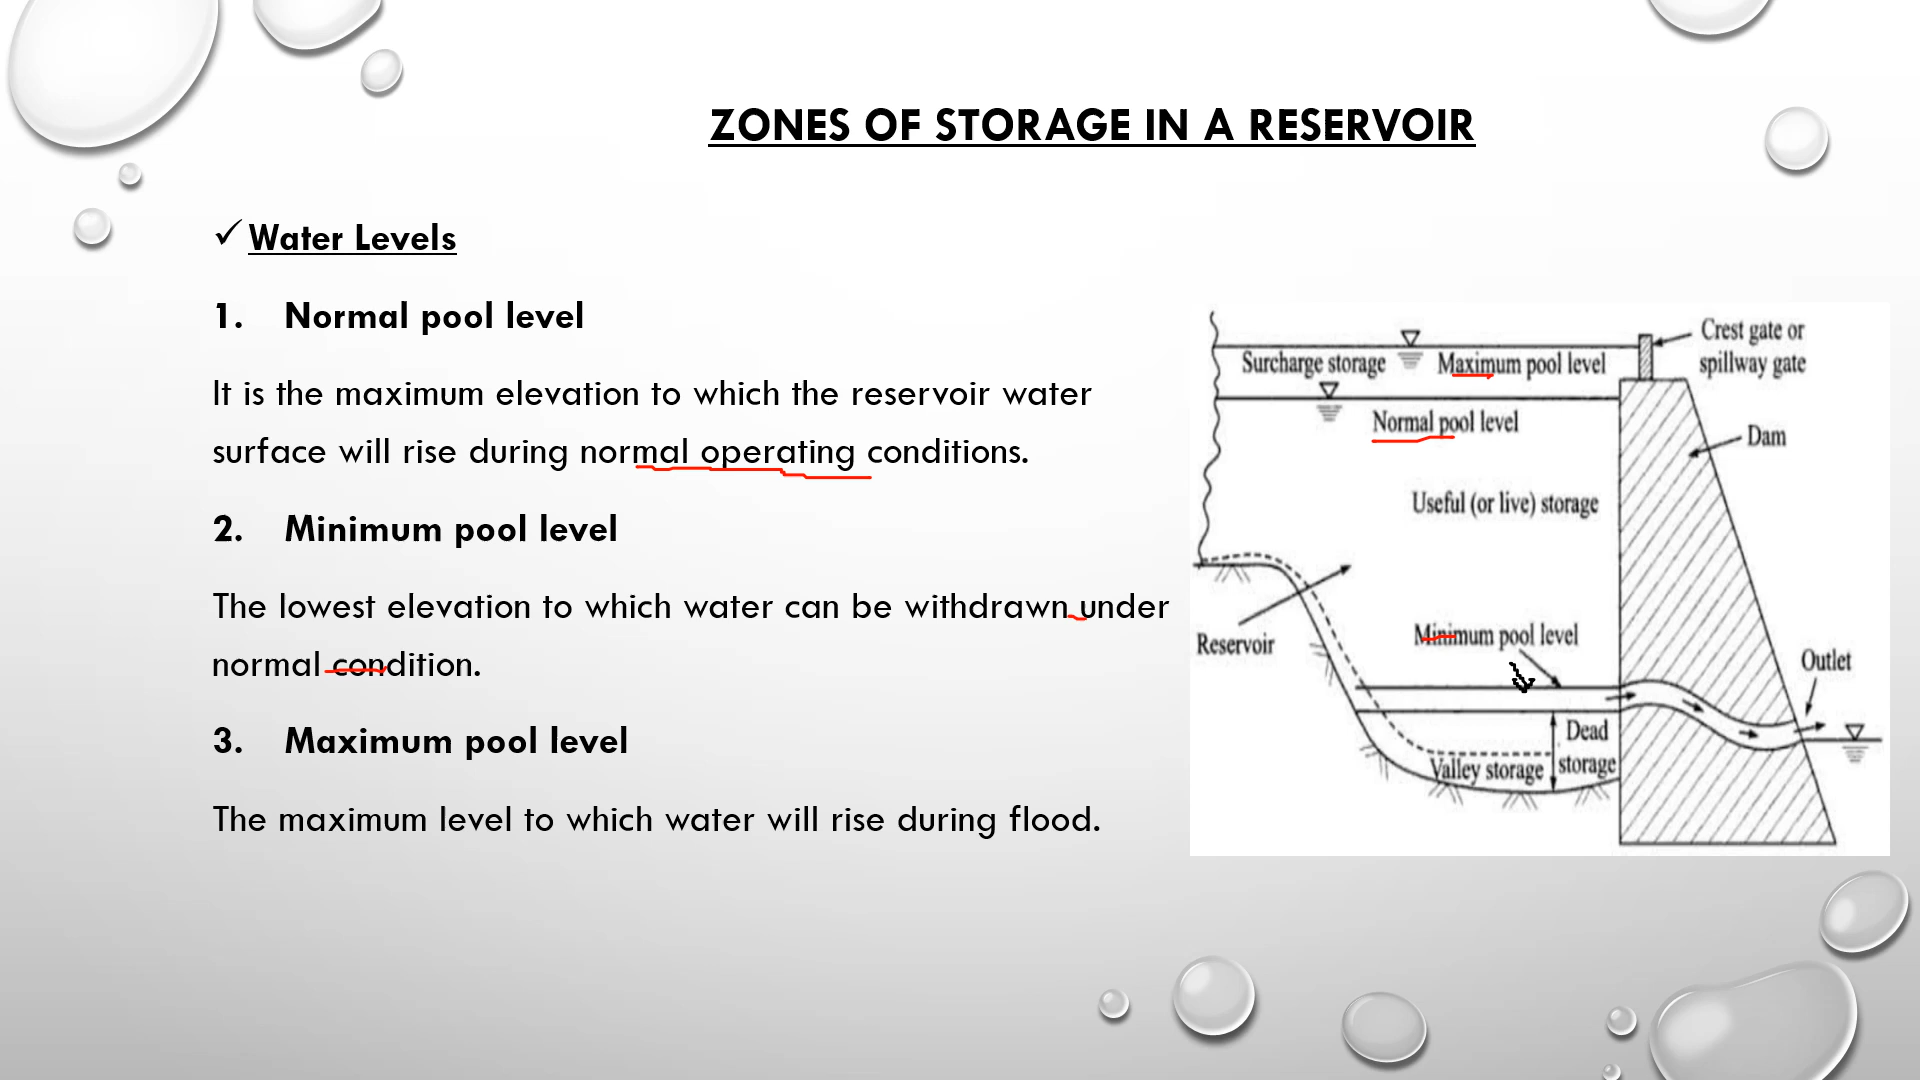 ZONES OF STORAGE IN A RESERVOIR
✓ Water Levels
1. Normal pool level
It is the maximum elevation to which the reservoir water
surface will rise during normal operating conditions.
2. Minimum pool level
The lowest elevation to which water can be withdrawn under
normal condition.
3. Maximum pool level
The maximum level to which water will rise during flood.
Crest gate or
spillway gate
Surcharge storage
Maximum pool level
Normal pool level
Dam
Useful (or live) storage
Reservoir
Minimum pool level
Outlet
Dead
storage
Valley storage